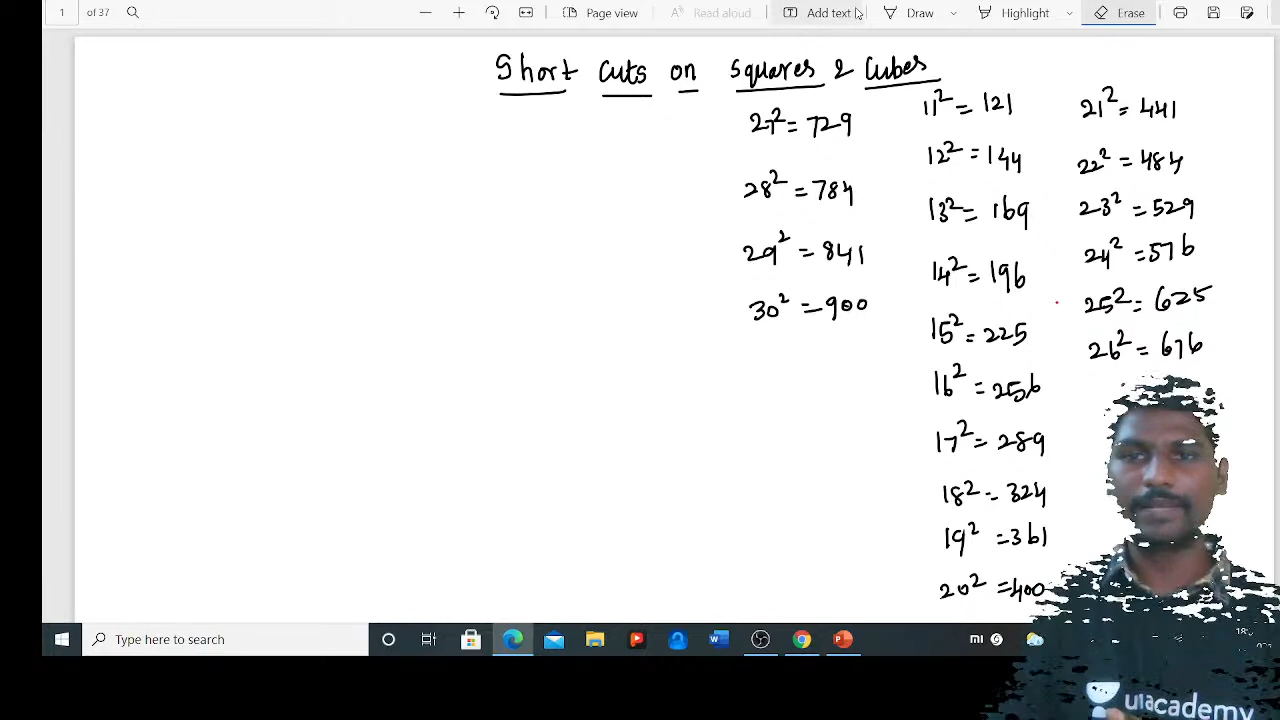 1 of 37 Page view Read aloud Add text Draw Highlight Erase
Short Cuts on Squares & Cubes
27² = 729
28² = 784
29² = 841
30² = 900
11² = 121
12² = 144
13² = 169
14² = 196
15² = 225
16² = 256
17² = 289
18² = 324
19² = 361
20² = 400
21² = 441
22² = 484
23² = 529
24² = 576
25² = 625
26² = 676
Type here to search
unacademy